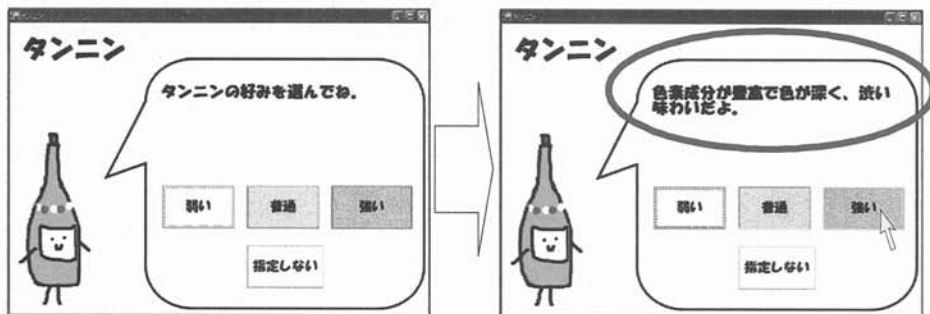 タンニン
タンニンの好みを選んでね。
弱い
普通
強い
指定しない
タンニン
色素成分が豊富で色が深く、渋い
味わいだよ。
弱い
普通
強い
指定しない